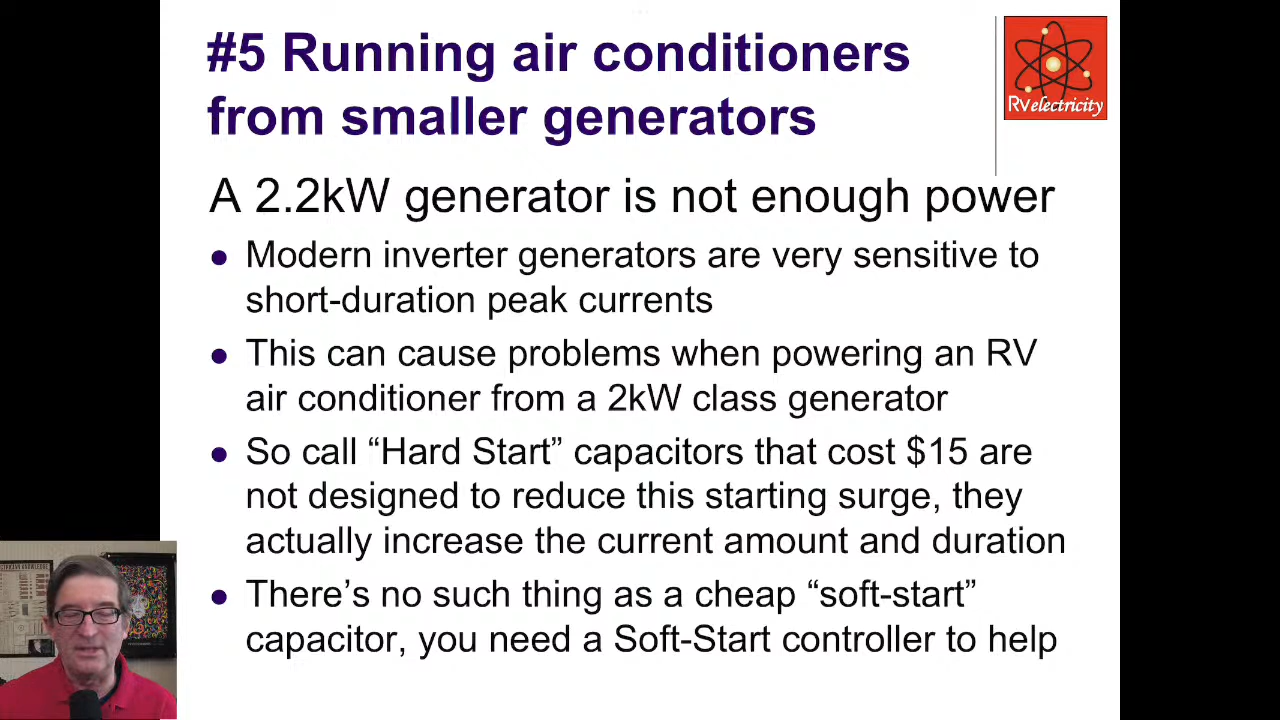 #5 Running air conditioners
from smaller generators
RVelectricity
A 2.2kW generator is not enough power
Modern inverter generators are very sensitive to
short-duration peak currents
This can cause problems when powering an RV
air conditioner from a 2kW class generator
So call “Hard Start” capacitors that cost $15 are
not designed to reduce this starting surge, they
actually increase the current amount and duration
There’s no such thing as a cheap “soft-start”
capacitor, you need a Soft-Start controller to help